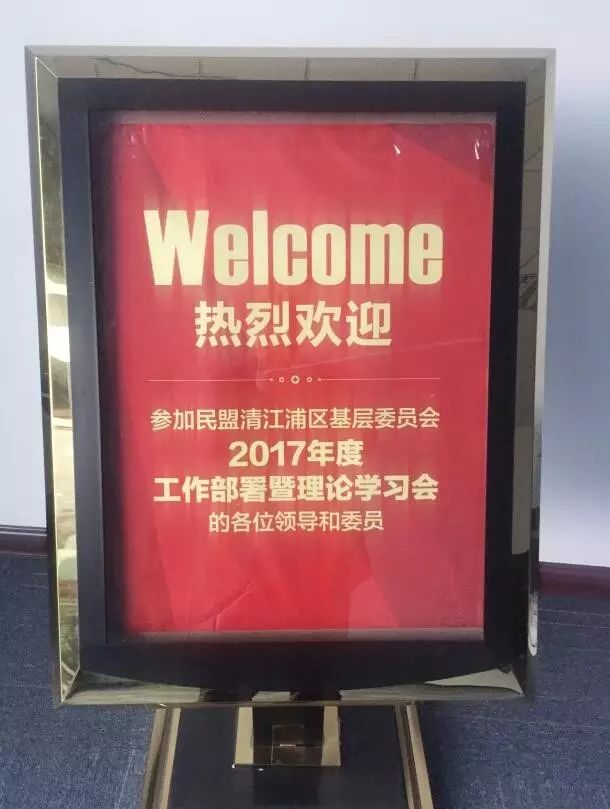 Welcome
热烈欢迎
参加民盟清江浦区基层委员会
2017年度
工作部署暨理论学习会
的各位领导和委员